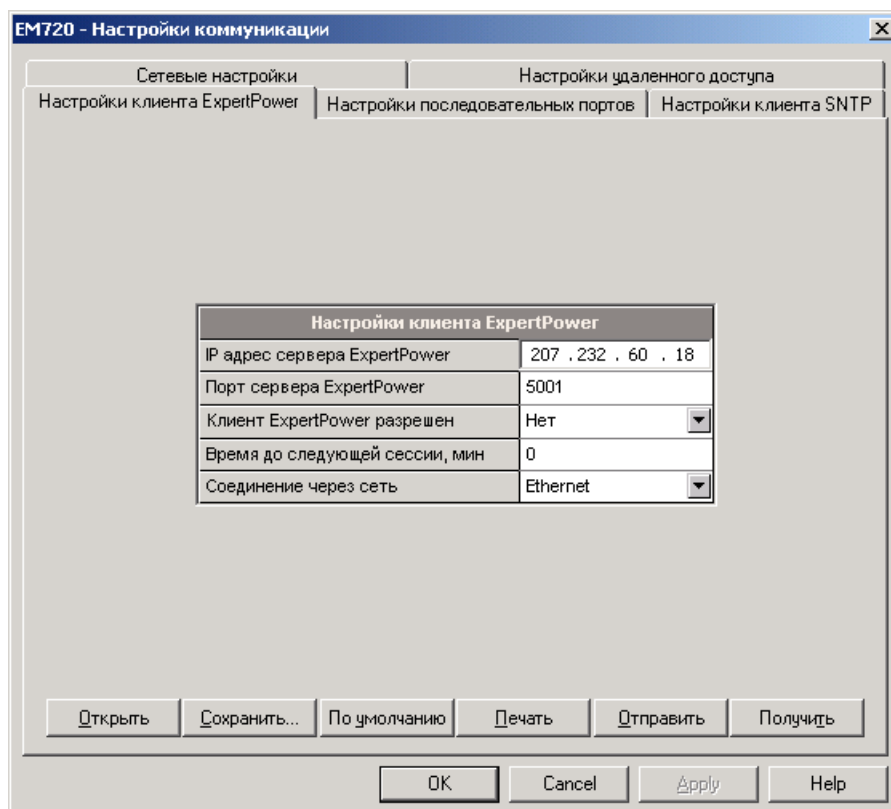 EM720 - Настройки коммуникации
Сетевые настройки
Настройки удаленного доступа
Настройки клиента ExpertPower
Настройки последовательных портов
Настройки клиента SNTP
Настройки клиента ExpertPower
IP адрес сервера ExpertPower 207 . 232 . 60 . 18
Порт сервера ExpertPower 5001
Клиент ExpertPower разрешен Нет
Время до следующей сессии, мин 0
Соединение через сеть Ethernet
Открыть Сохранить... По умолчанию Печать Отправить Получить
OK Cancel Apply Help